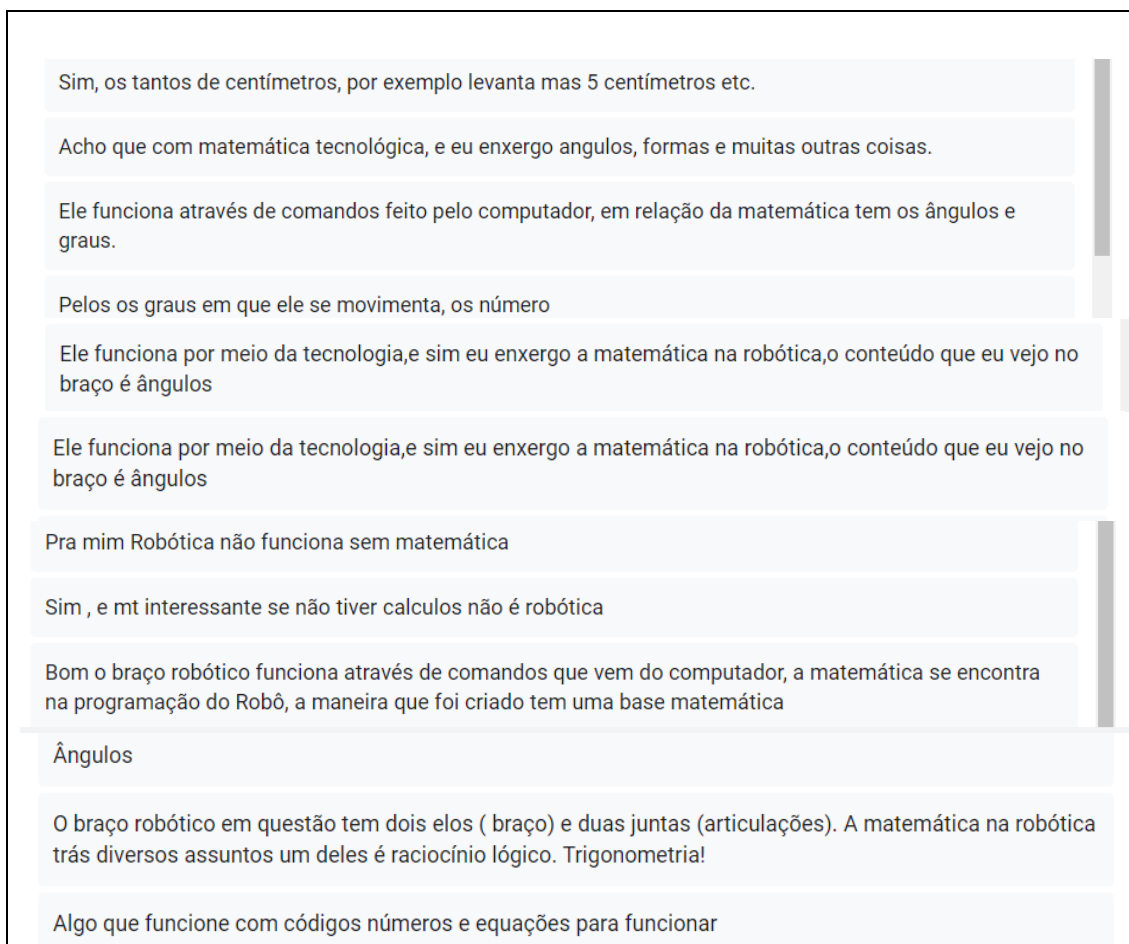 Sim, os tantos de centímetros, por exemplo levanta mas 5 centímetros etc.
Acho que com matemática tecnológica, e eu enxergo angulos, formas e muitas outras coisas.
Ele funciona através de comandos feito pelo computador, em relação da matemática tem os ângulos e
graus.
Pelos os graus em que ele se movimenta, os número
Ele funciona por meio da tecnologia,e sim eu enxergo a matemática na robótica,o conteúdo que eu vejo no
braço é ângulos
Ele funciona por meio da tecnologia,e sim eu enxergo a matemática na robótica,o conteúdo que eu vejo no
braço é ângulos
Pra mim Robótica não funciona sem matemática
Sim , e mt interessante se não tiver calculos não é robótica
Bom o braço robótico funciona através de comandos que vem do computador, a matemática se encontra
na programação do Robô, a maneira que foi criado tem uma base matemática
Ângulos
O braço robótico em questão tem dois elos ( braço) e duas juntas (articulações). A matemática na robótica
trás diversos assuntos um deles é raciocínio lógico. Trigonometria!
Algo que funcione com códigos números e equações para funcionar